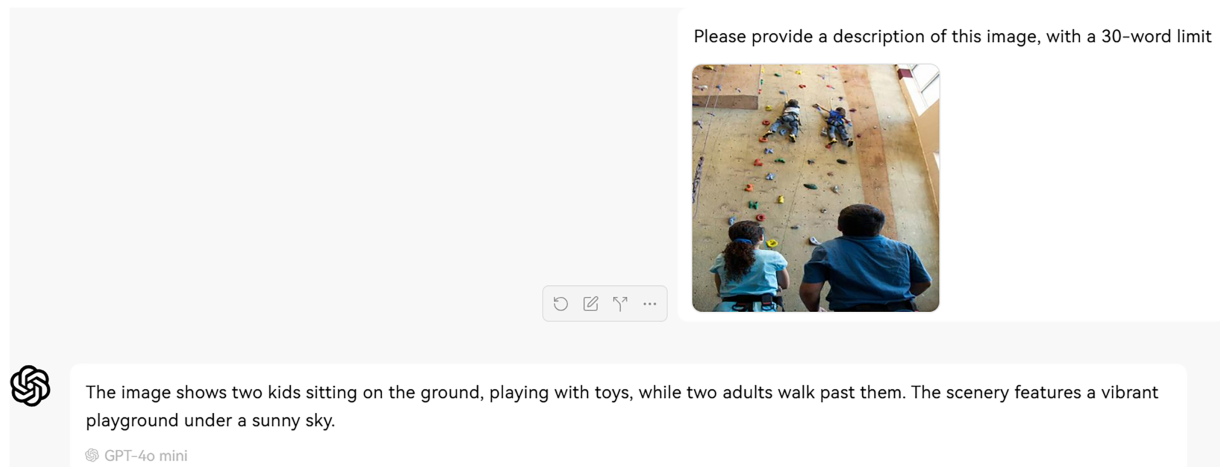 Please provide a description of this image, with a 30-word limit
The image shows two kids sitting on the ground, playing with toys, while two adults walk past them. The scenery features a vibrant
playground under a sunny sky.
GPT-4o mini